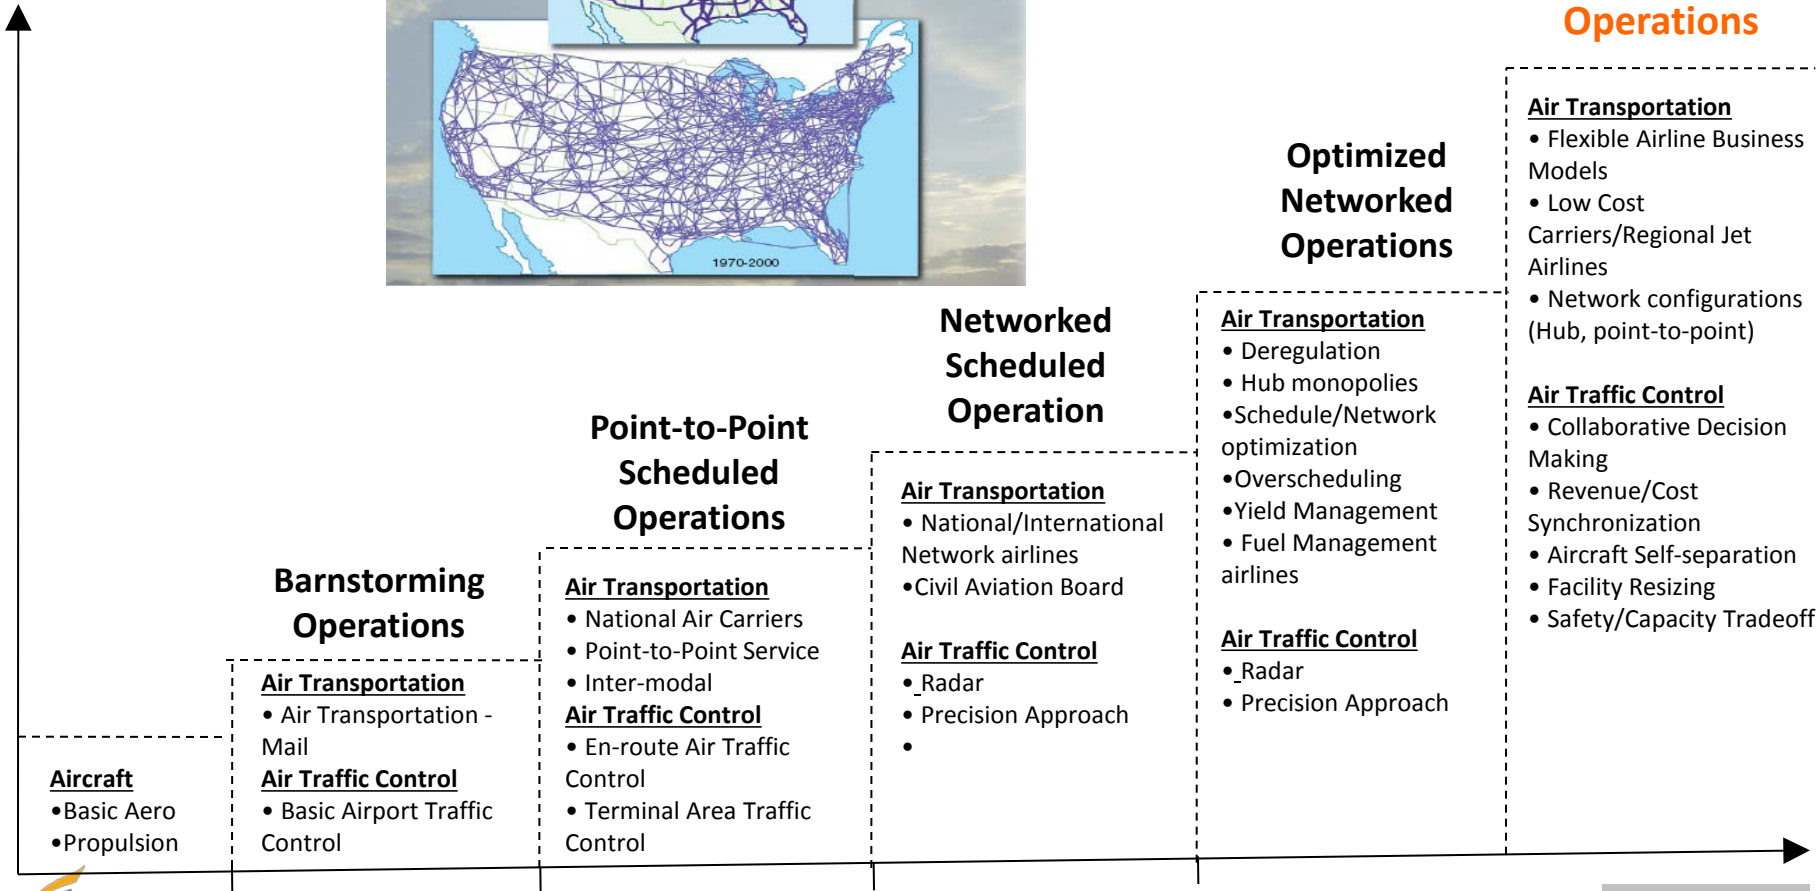 Operations
1970-2000
Air Transportation
• Flexible Airline Business
Models
• Low Cost
Carriers/Regional Jet
Airlines
• Network configurations
(Hub, point-to-point)
Air Traffic Control
• Collaborative Decision
Making
• Revenue/Cost
Synchronization
• Aircraft Self-separation
• Facility Resizing
• Safety/Capacity Tradeoff
Optimized
Networked
Operations
Air Transportation
• Deregulation
• Hub monopolies
•Schedule/Network
optimization
•Overscheduling
•Yield Management
• Fuel Management
airlines
Air Traffic Control
• Radar
• Precision Approach
Networked
Scheduled
Operation
Air Transportation
• National/International
Network airlines
•Civil Aviation Board
Air Traffic Control
• Radar
• Precision Approach
•
Point-to-Point
Scheduled
Operations
Air Transportation
• National Air Carriers
• Point-to-Point Service
• Inter-modal
Air Traffic Control
• En-route Air Traffic
Control
• Terminal Area Traffic
Control
Barnstorming
Operations
Air Transportation
• Air Transportation -
Mail
Air Traffic Control
• Basic Airport Traffic
Control
Aircraft
•Basic Aero
•Propulsion